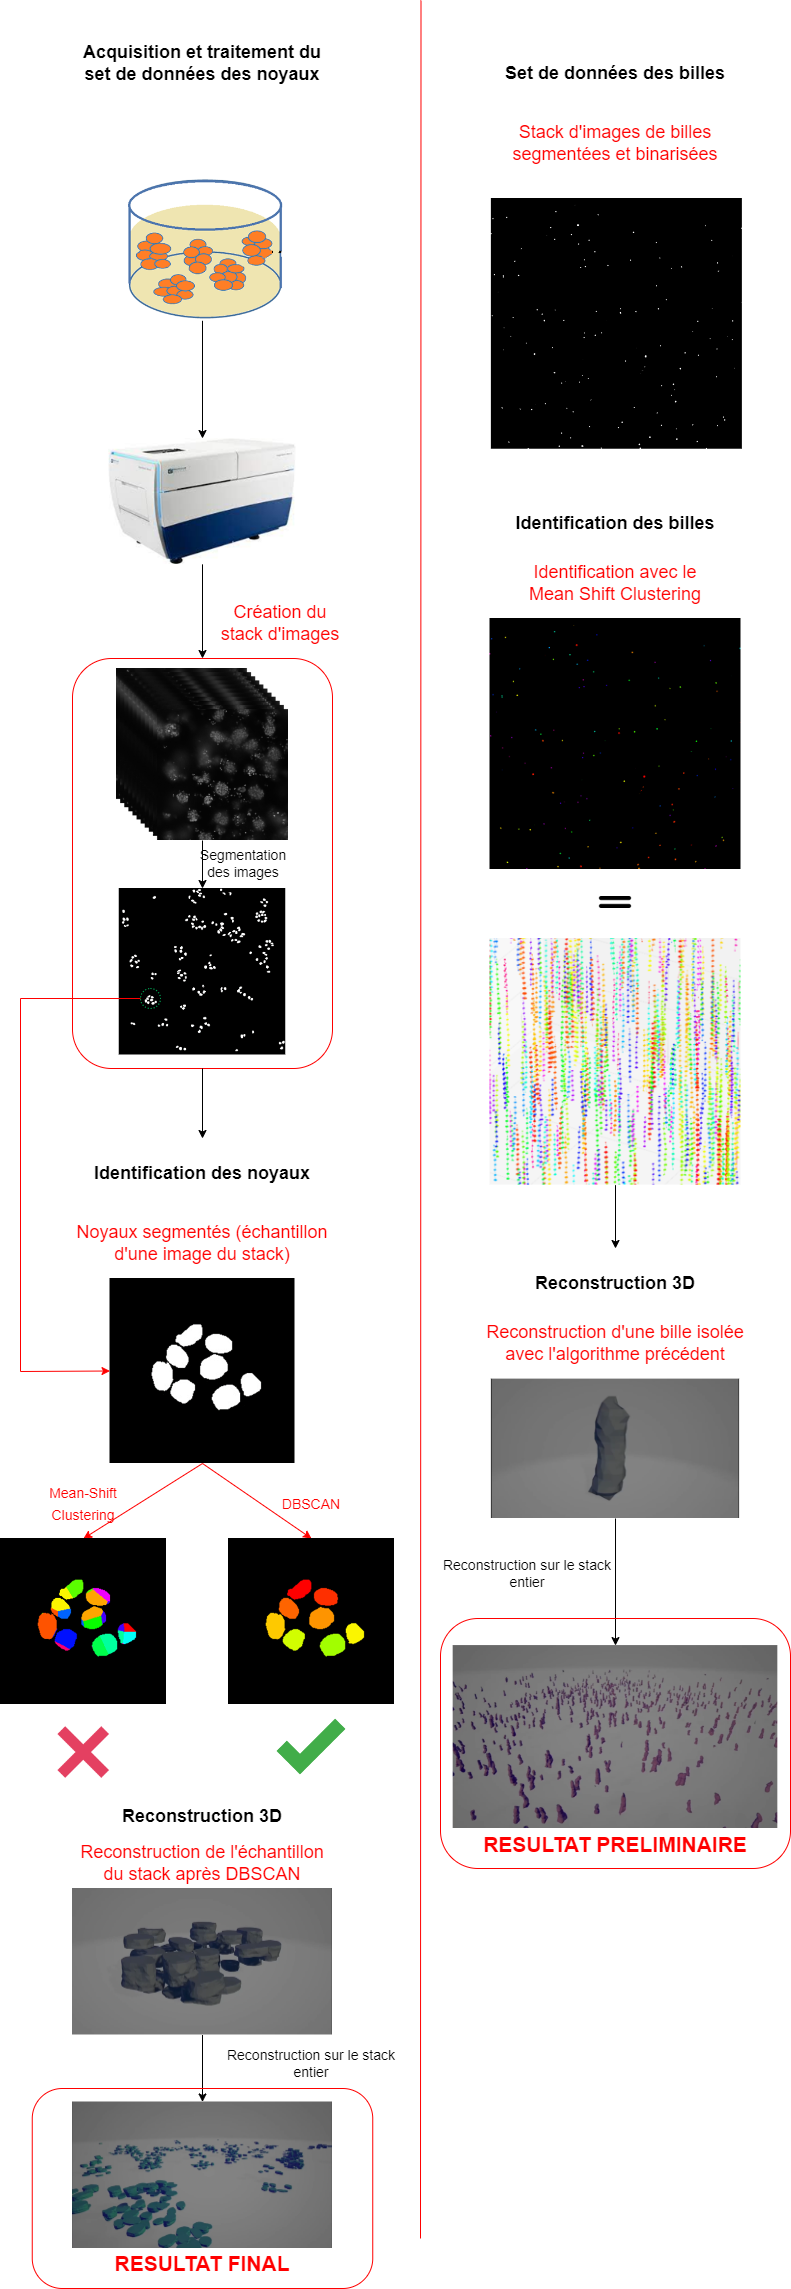 Acquisition et traitement du
set de données des noyaux
Création du
stack d'images
Segmentation
des images
Identification des noyaux
Noyaux segmentés (échantillon
d'une image du stack)
Mean-Shift
Clustering
DBSCAN
Reconstruction 3D
Reconstruction de l'échantillon
du stack après DBSCAN
Reconstruction sur le stack
entier
RESULTAT FINAL
Set de données des billes
Stack d'images de billes
segmentées et binarisées
Identification des billes
Identification avec le
Mean Shift Clustering
Reconstruction 3D
Reconstruction d'une bille isolée
avec l'algorithme précédent
Reconstruction sur le stack
entier
RESULTAT PRELIMINAIRE